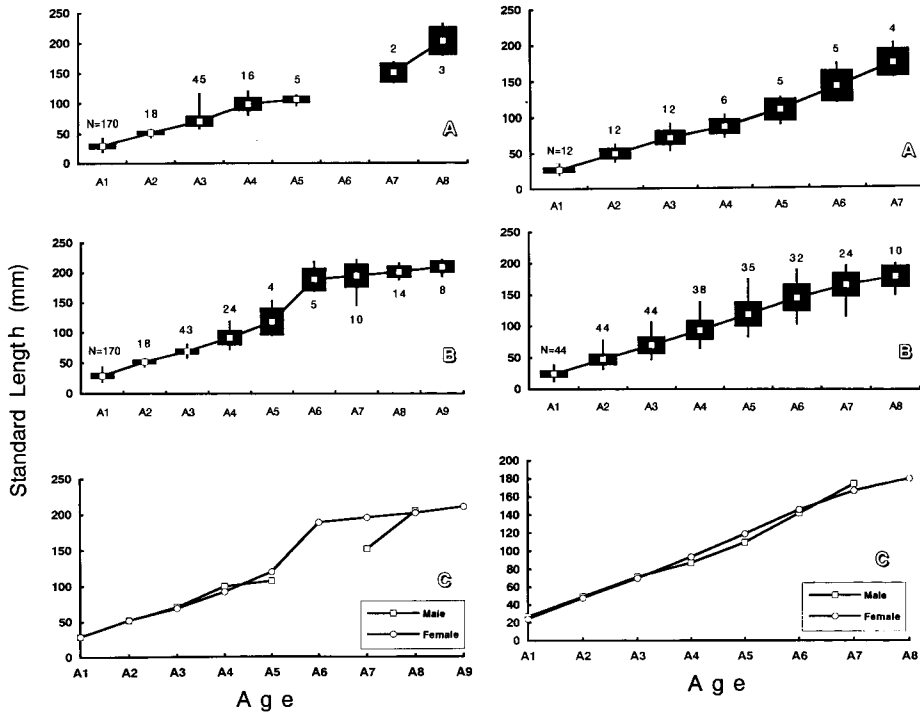 Standard Length (mm)
250
200
150
100
50
0
N=170
18
45
16
5
2
3
A
A1 A2 A3 A4 A5 A6 A7 A8
250
200
150
100
50
0
N=12
12
12
6
5
5
4
A
A1 A2 A3 A4 A5 A6 A7
250
200
150
100
50
0
N=170
18
43
24
4
5
10
14
8
B
A1 A2 A3 A4 A5 A6 A7 A8 A9
250
200
150
100
50
0
N=44
44
44
38
35
32
24
10
B
A1 A2 A3 A4 A5 A6 A7 A8
250
200
150
100
50
0
C
Male
Female
A1 A2 A3 A4 A5 A6 A7 A8 A9
Age
200
180
160
140
120
100
80
60
40
20
0
C
Male
Female
A1 A2 A3 A4 A5 A6 A7 A8
Age